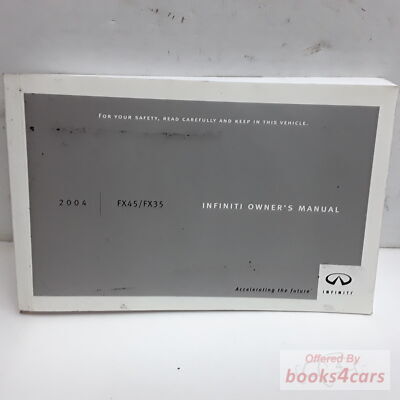 FOR YOUR SAFETY, READ CAREFULLY AND KEEP IN THIS VEHICLE.
2004 FX45/FX35 INFINITI OWNER'S MANUAL
INFINITI
Accelerating the future
Offered By
books4cars